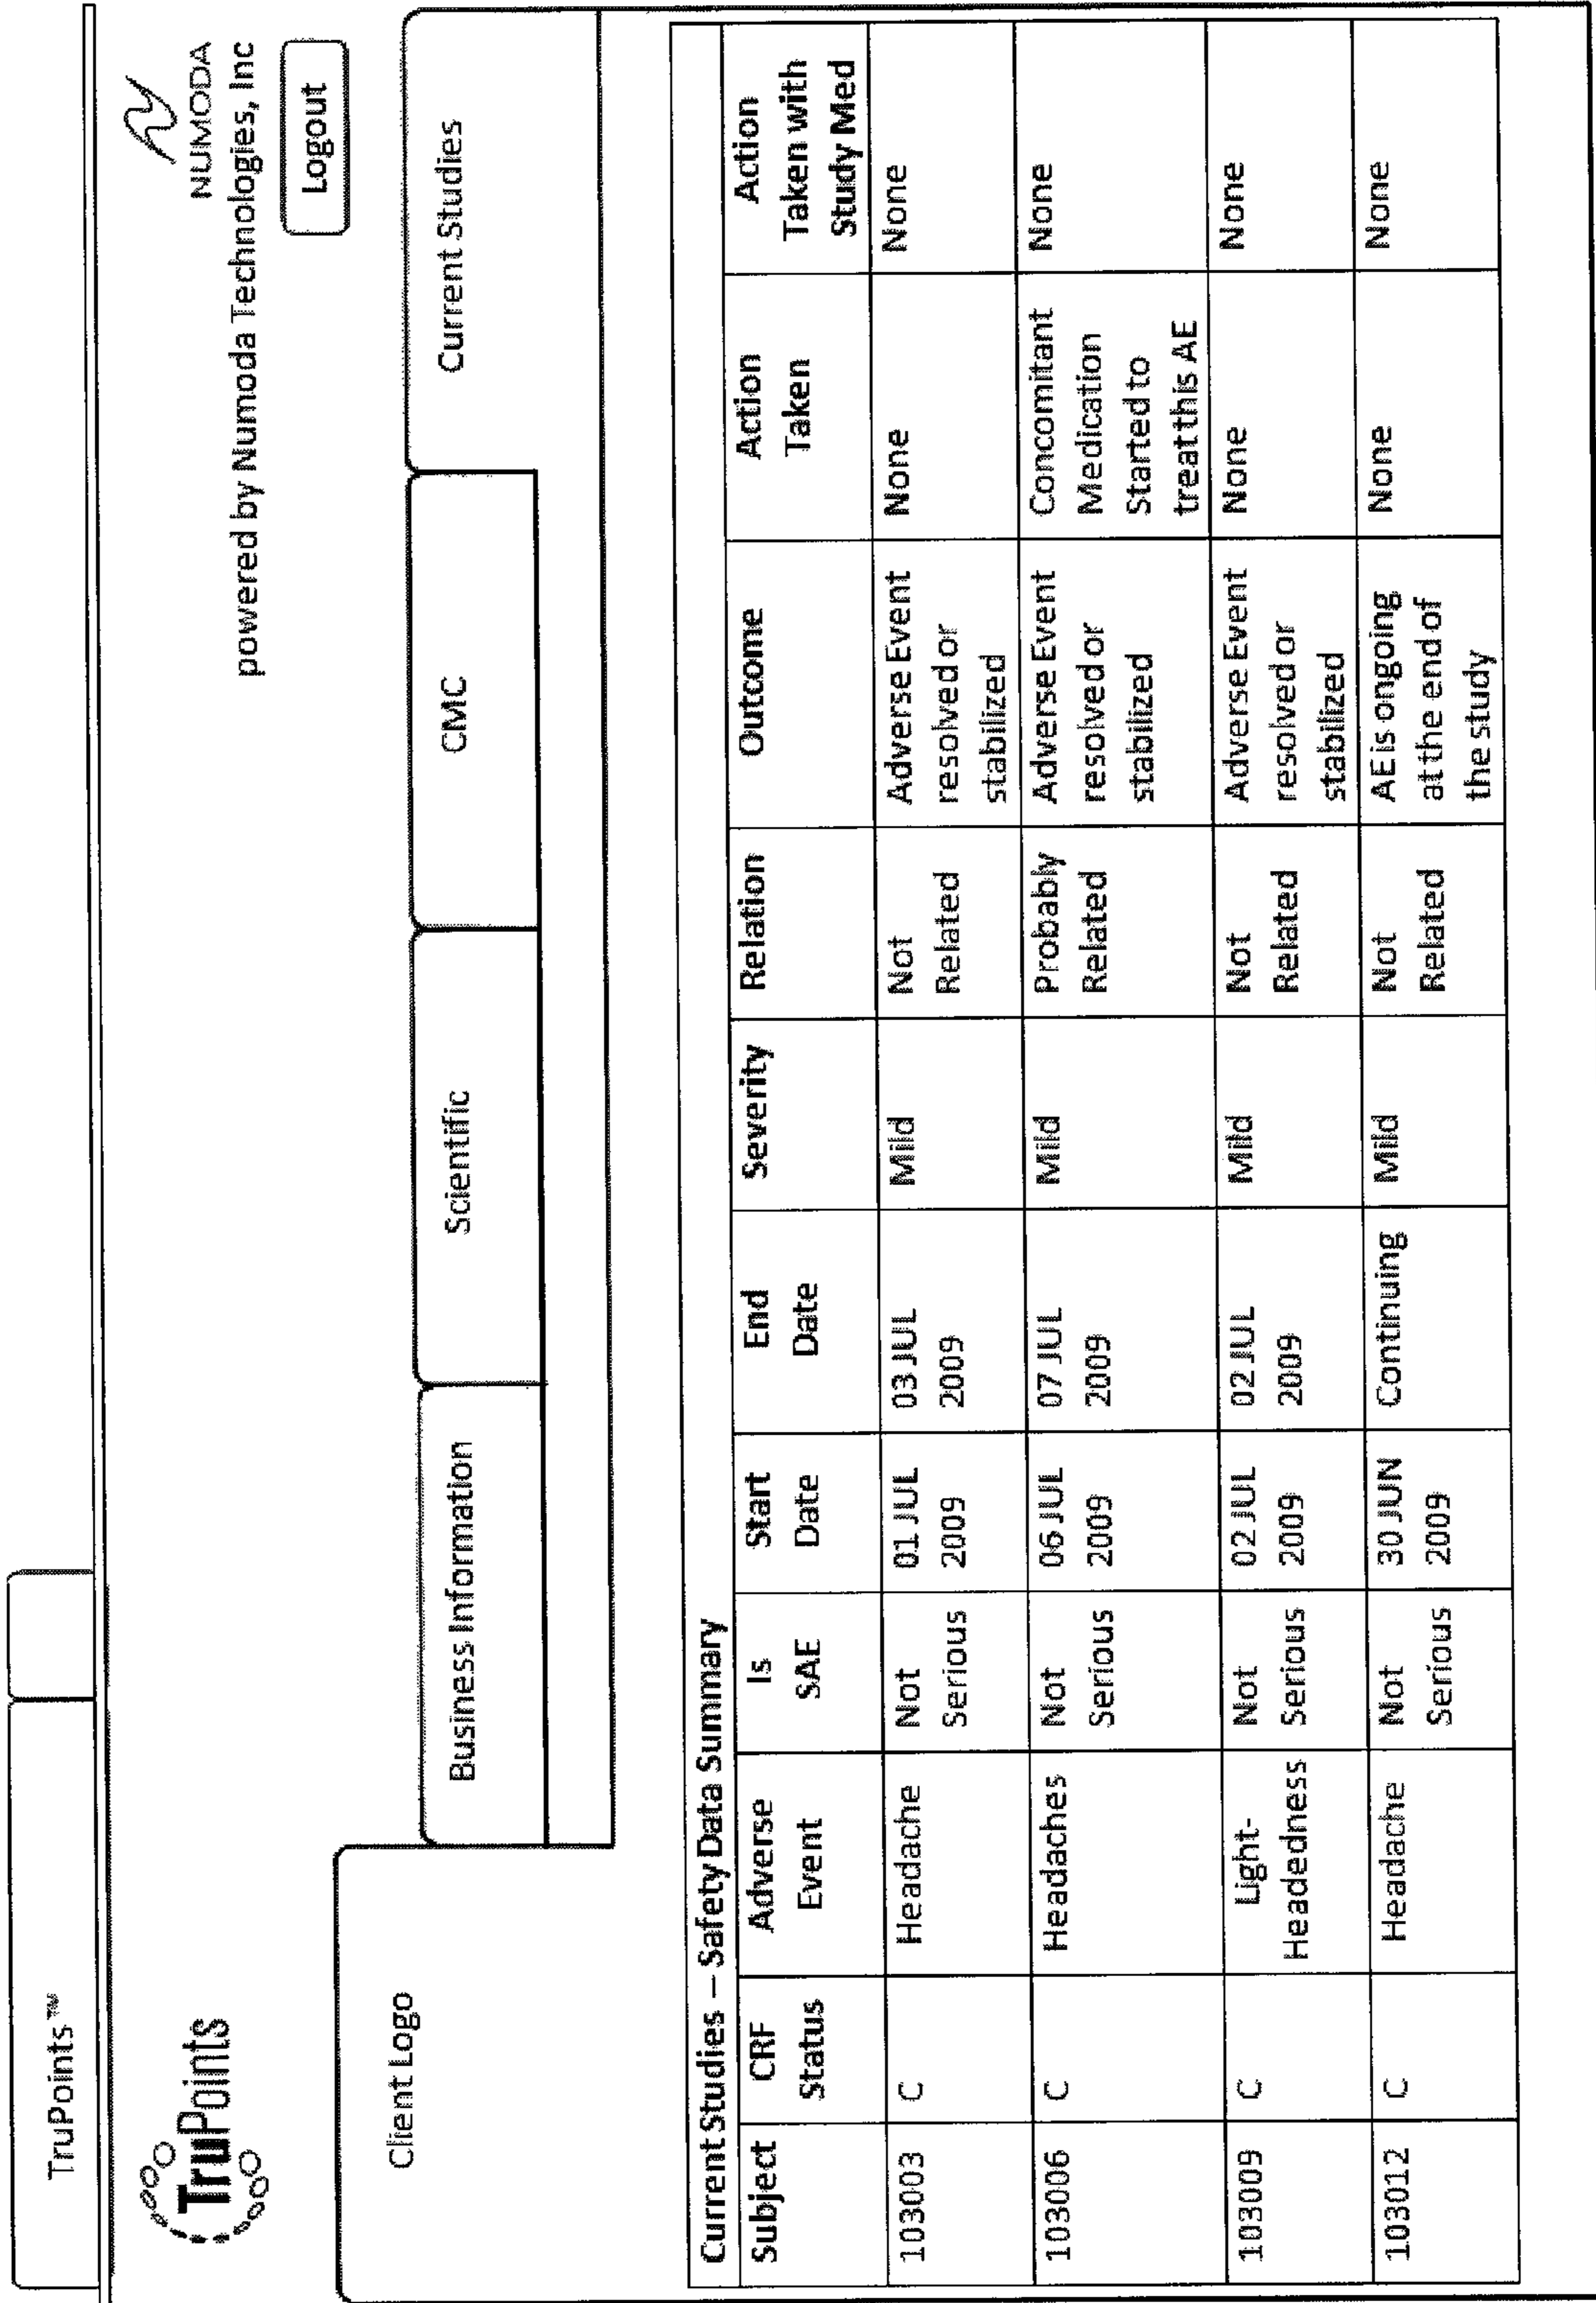 TruPoints™
TruPoints
NUMODA
powered by Numoda Technologies, Inc
Logout
Client Logo
Business Information
Scientific
CMC
Current Studies
Current Studies – Safety Data Summary
Subject
CRF
Status
Adverse
Event
Is
SAE
Start
Date
End
Date
Severity
Relation
Outcome
Action
Taken
Action
Taken with
Study Med
103003
C
Headache
Not
Serious
01 JUL
2009
03 JUL
2009
Mild
Not
Related
Adverse Event
resolved or
stabilized
None
None
103006
C
Headaches
Not
Serious
06 JUL
2009
07 JUL
2009
Mild
Probably
Related
Adverse Event
resolved or
stabilized
Concomitant
Medication
Started to
treat this AE
None
103009
C
Light-
Headedness
Not
Serious
02 JUL
2009
02 JUL
2009
Mild
Not
Related
Adverse Event
resolved or
stabilized
None
None
103012
C
Headache
Not
Serious
30 JUN
2009
Continuing
Mild
Not
Related
AE is ongoing
at the end of
the study
None
None